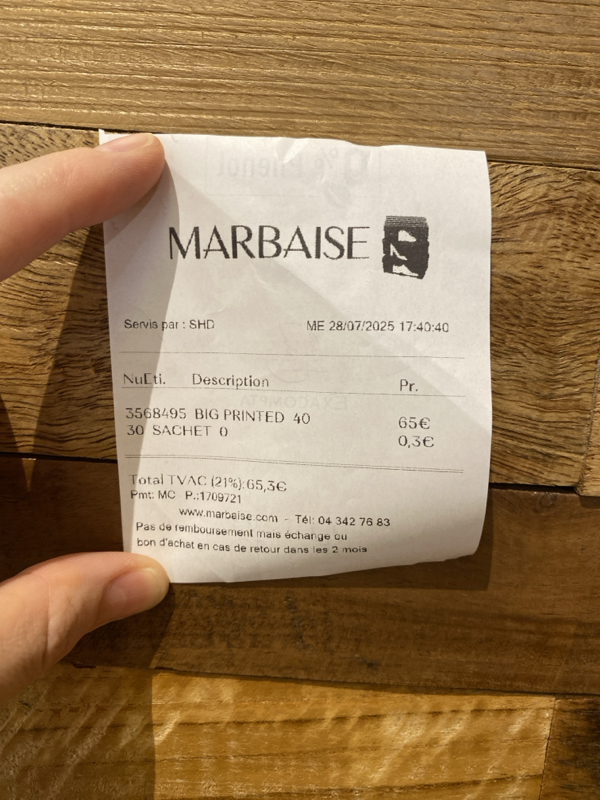 MARBAISE
Servis par : SHD ME 28/07/2025 17:40:40
NuEti. Description Pr.
3568495 BIG PRINTED 40 65€
30 SACHET 0 0,3€
Total TVAC (21%):65,3€
Pmt: MC P.:1709721
www.marbaise.com - Tél: 04 342 76 83
Pas de remboursement mais échange ou
bon d'achat en cas de retour dans les 2 mois